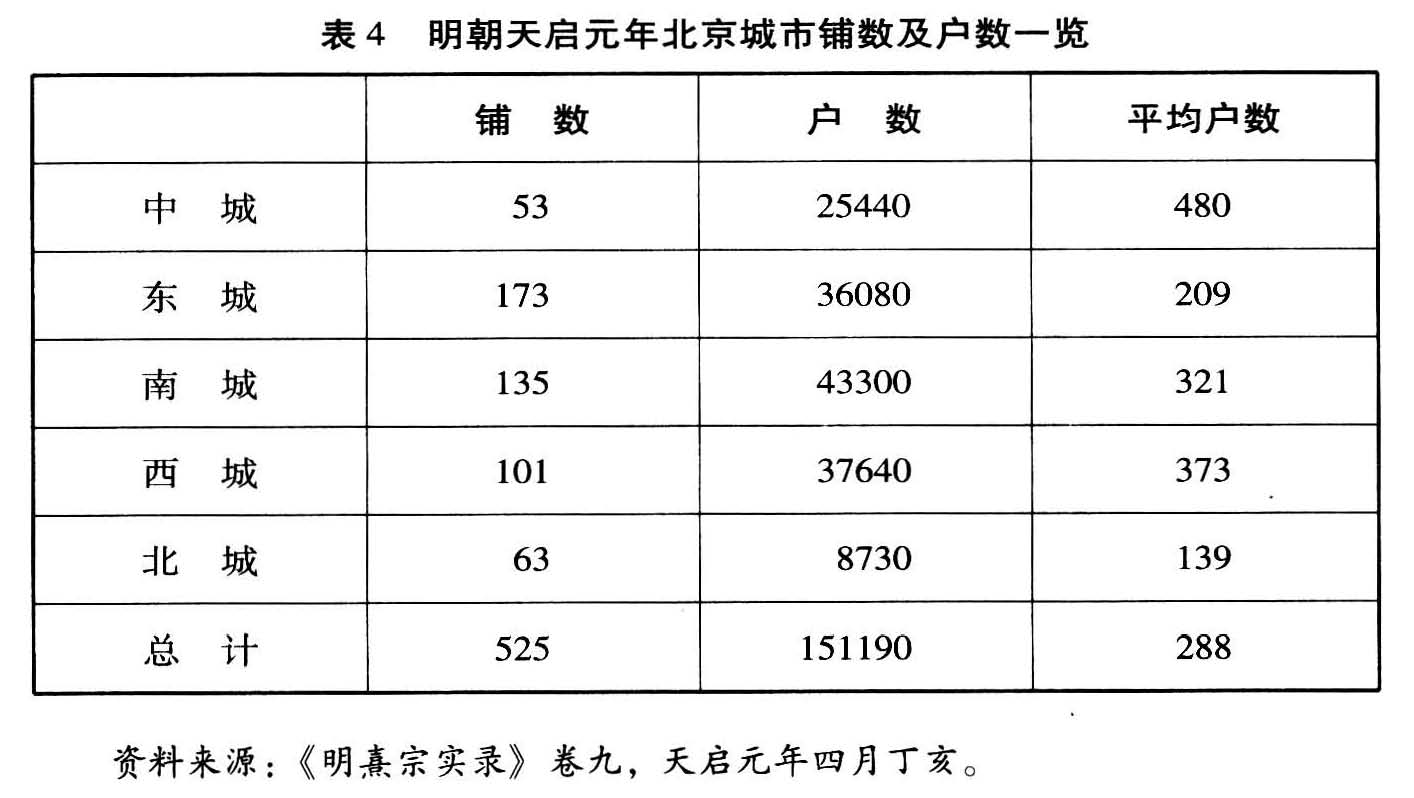 表4 明朝天启元年北京城市铺数及户数一览
铺 数 户 数 平均户数
中 城 53 25440 480
东 城 173 36080 209
南 城 135 43300 321
西 城 101 37640 373
北 城 63 8730 139
总 计 525 151190 288
资料来源：《明熹宗实录》卷九，天启元年四月丁亥。